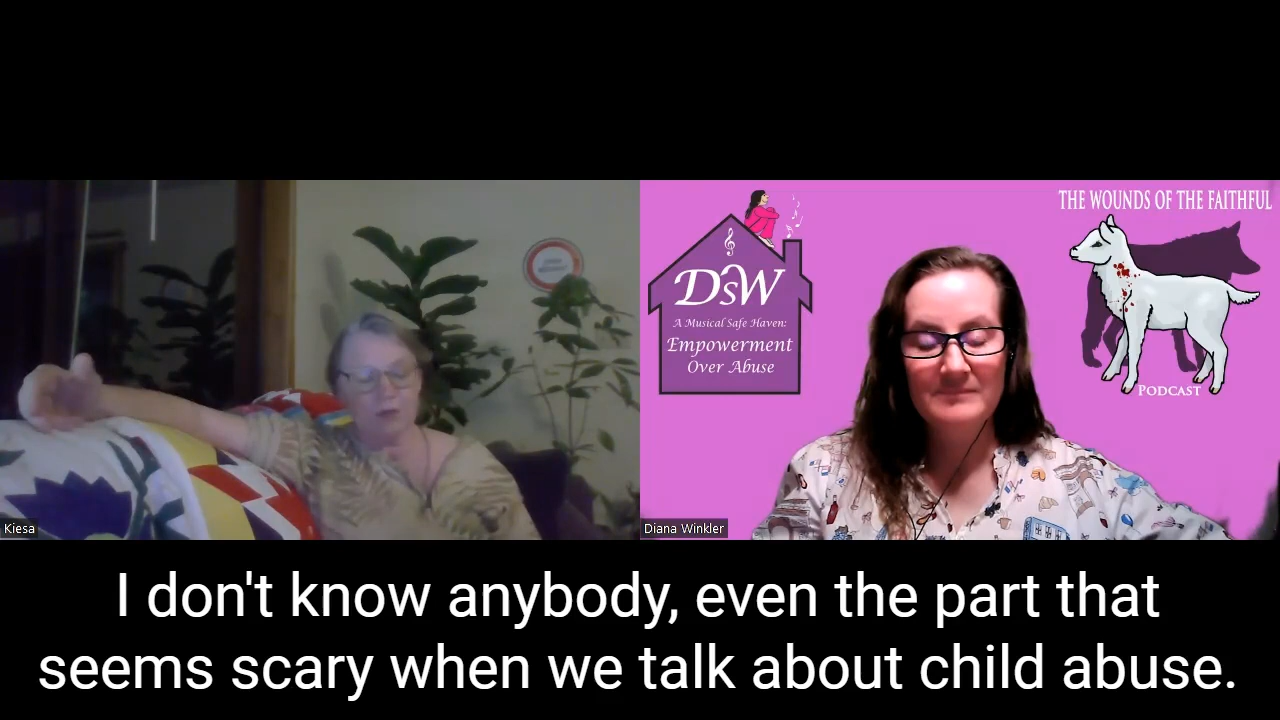 THE WOUNDS OF THE FAITHFUL
DSW
A Musical Safe Haven:
Empowerment
Over Abuse
PODCAST
Kiesa
Diana Winkler
I don't know anybody, even the part that
seems scary when we talk about child abuse.